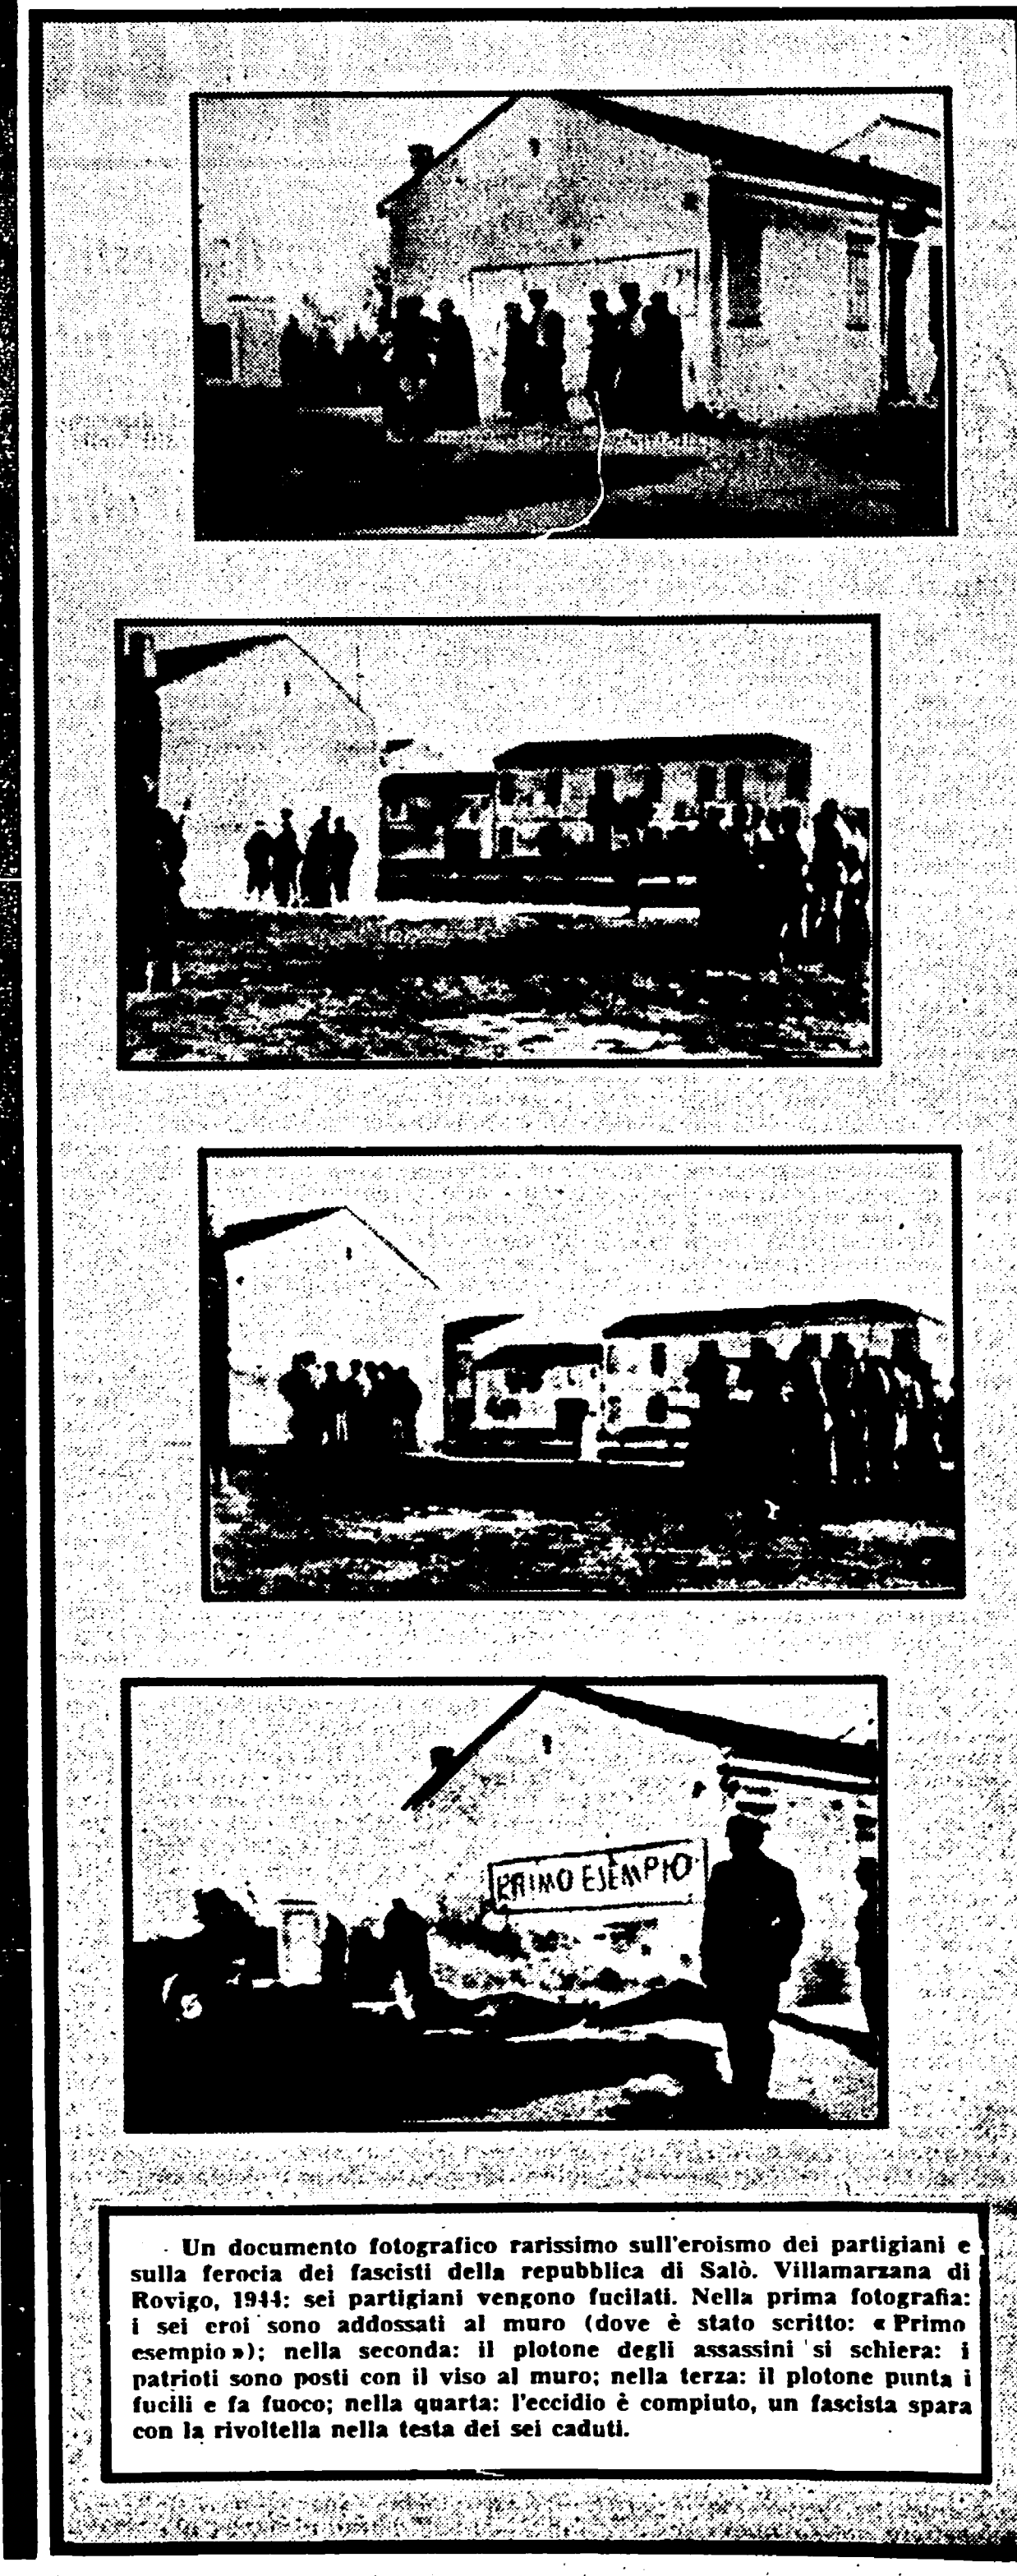 PRIMO ESEMPIO
Un documento fotografico rarissimo sull'eroismo dei partigiani e
sulla ferocia dei fascisti della repubblica di Salò. Villamarzana di
Rovigo, 1944: sei partigiani vengono fucilati. Nella prima fotografia:
i sei eroi sono addossati al muro (dove è stato scritto: « Primo
esempio »); nella seconda: il plotone degli assassini si schiera: i
patrioti sono posti con il viso al muro; nella terza: il plotone punta i
fucili e fa fuoco; nella quarta: l'eccidio è compiuto, un fascista spara
con la rivoltella nella testa dei sei caduti.